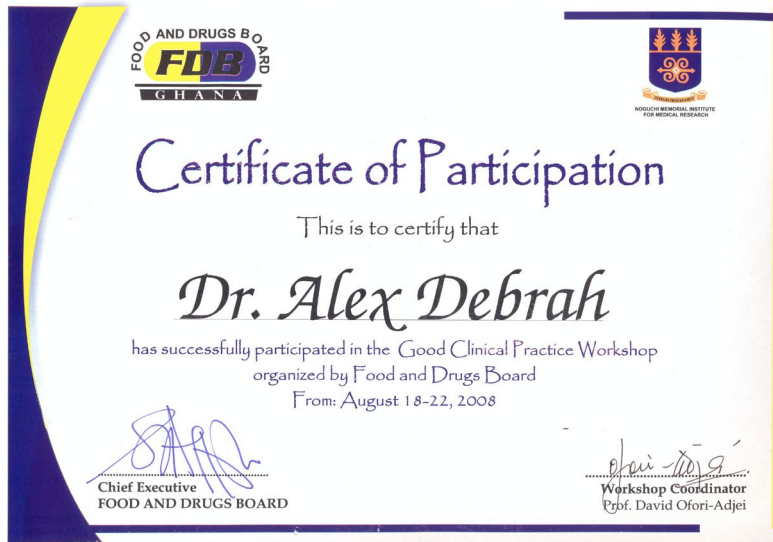 FOOD AND DRUGS BOARD
FDB
GHANA
NOGUCHI MEMORIAL INSTITUTE
FOR MEDICAL RESEARCH
Certificate of Participation
This is to certify that
Dr. Alex Debrah
has successfully participated in the Good Clinical Practice Workshop
organized by Food and Drugs Board
From: August 18-22, 2008
Chief Executive
FOOD AND DRUGS BOARD
Workshop Coordinator
Prof. David Ofori-Adjei